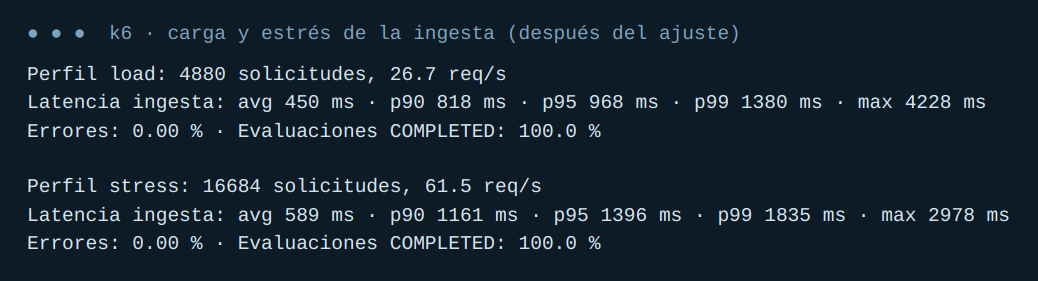 k6 · carga y estrés de la ingesta (después del ajuste)
Perfil load: 4880 solicitudes, 26.7 req/s
Latencia ingesta: avg 450 ms · p90 818 ms · p95 968 ms · p99 1380 ms · max 4228 ms
Errores: 0.00 % · Evaluaciones COMPLETED: 100.0 %
Perfil stress: 16684 solicitudes, 61.5 req/s
Latencia ingesta: avg 589 ms · p90 1161 ms · p95 1396 ms · p99 1835 ms · max 2978 ms
Errores: 0.00 % · Evaluaciones COMPLETED: 100.0 %